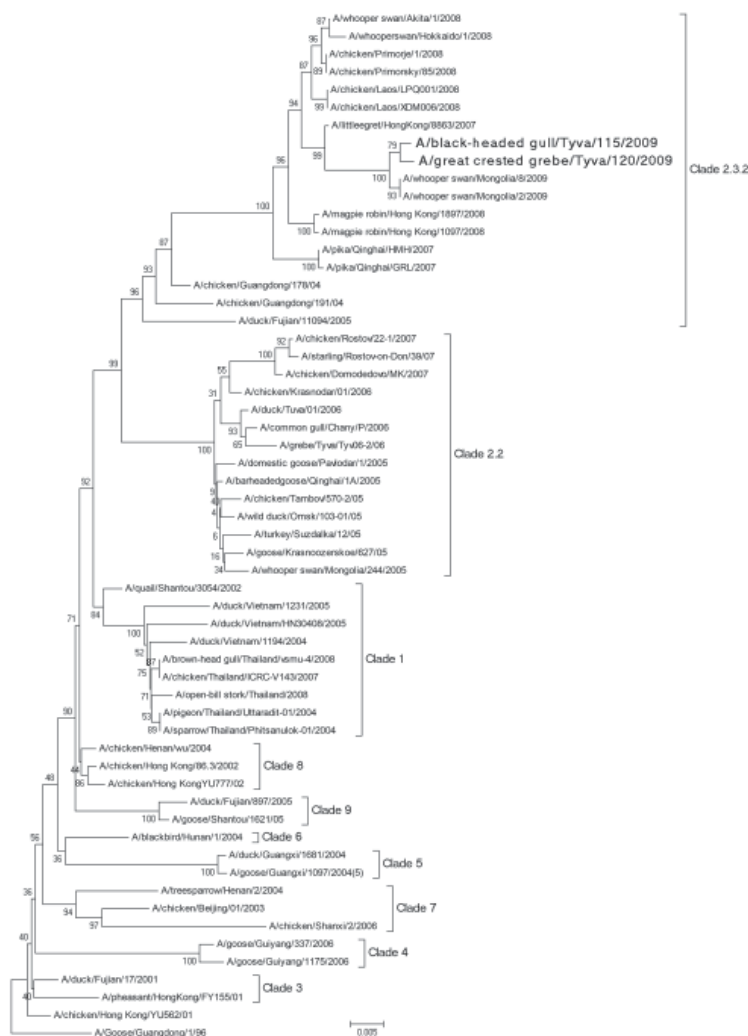 A/whooper swan/Akita/1/2008
A/whooperswan/Hokkaido/1/2008
A/chicken/Primorje/1/2008
A/chicken/Primorsky/85/2008
A/chicken/Laos/LPQ001/2008
A/chicken/Laos/XDM006/2008
A/littleegret/HongKong/8863/2007
A/black-headed gull/Tyva/115/2009
A/great crested grebe/Tyva/120/2009
A/whooper swan/Mongolia/8/2009
A/whooper swan/Mongolia/2/2009
Clade 2.3.2
A/magpie robin/Hong Kong/1897/2008
A/magpie robin/Hong Kong/1097/2008
A/pika/Qinghai/HMH/2007
A/pika/Qinghai/GRL/2007
A/chicken/Guangdong/178/04
A/chicken/Guangdong/191/04
A/duck/Fujian/11094/2005
A/chicken/Rostov/22-1/2007
A/starling/Rostov-on-Don/39/07
A/chicken/Domodedovo/MK/2007
A/chicken/Krasnodar/01/2006
A/duck/Tuva/01/2006
A/common gull/Chany/P/2006
A/grebe/Tyva/Tyv06-2/06
Clade 2.2
A/domestic goose/Pavlodar/1/2005
A/barheadedgoose/Qinghai/1A/2005
A/chicken/Tambov/570-2/05
A/wild duck/Omsk/103-01/05
A/turkey/Suzdalka/12/05
A/goose/Krasnoozerskoe/627/05
A/whooper swan/Mongolia/244/2005
A/quail/Shantou/3054/2002
A/duck/Vietnam/1231/2005
A/duck/Vietnam/HN30408/2005
A/duck/Vietnam/1194/2004
A/brown-head gull/Thailand/vsmu-4/2008
Clade 1
A/chicken/Thailand/ICRC-V143/2007
A/open-bill stork/Thailand/2008
A/pigeon/Thailand/Uttaradit-01/2004
A/sparrow/Thailand/Phitsanulok-01/2004
A/chicken/Henan/wu/2004
A/chicken/Hong Kong/86.3/2002
Clade 8
A/chicken/Hong KongYU777/02
A/duck/Fujian/897/2005
Clade 9
A/goose/Shantou/1621/05
A/blackbird/Hunan/1/2004
Clade 6
A/duck/Guangxi/1681/2004
Clade 5
A/goose/Guangxi/1097/2004(5)
A/treesparrow/Henan/2/2004
A/chicken/Beijing/01/2003
Clade 7
A/chicken/Shanxi/2/2006
A/goose/Guiyang/337/2006
Clade 4
A/goose/Guiyang/1175/2006
A/duck/Fujian/17/2001
Clade 3
A/pheasant/HongKong/FY155/01
A/chicken/Hong Kong/YU562/01
A/Goose/Guangdong/1/96
0.005
87
96
87
89
99
94
79
99
96
100
93
100
100
100
87
93
96
99
92
100
55
31
93
65
100
4
6
16
34
92
84
100
52
75
71
53
89
71
90
44
86
100
48
56
36
100
36
94
97
100
40
40